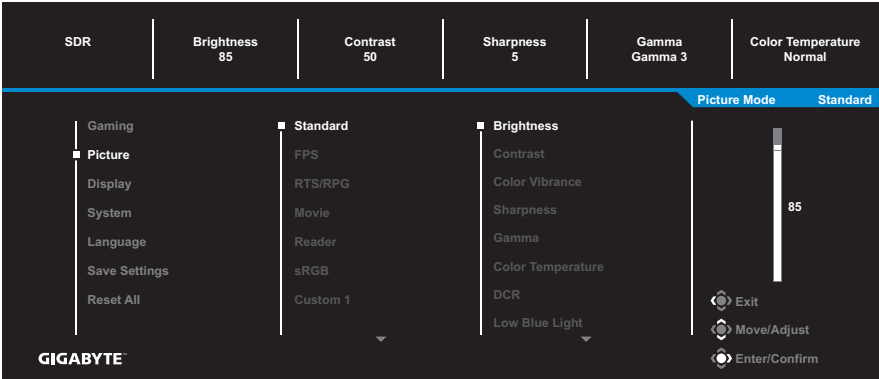 SDR
Brightness
85
Contrast
50
Sharpness
5
Gamma
Gamma 3
Color Temperature
Normal
Picture Mode Standard
Gaming
Picture
Display
System
Language
Save Settings
Reset All
Standard
FPS
RTS/RPG
Movie
Reader
sRGB
Custom 1
Brightness
Contrast
Color Vibrance
Sharpness
Gamma
Color Temperature
DCR
Low Blue Light
85
Exit
Move/Adjust
Enter/Confirm
GIGABYTE™